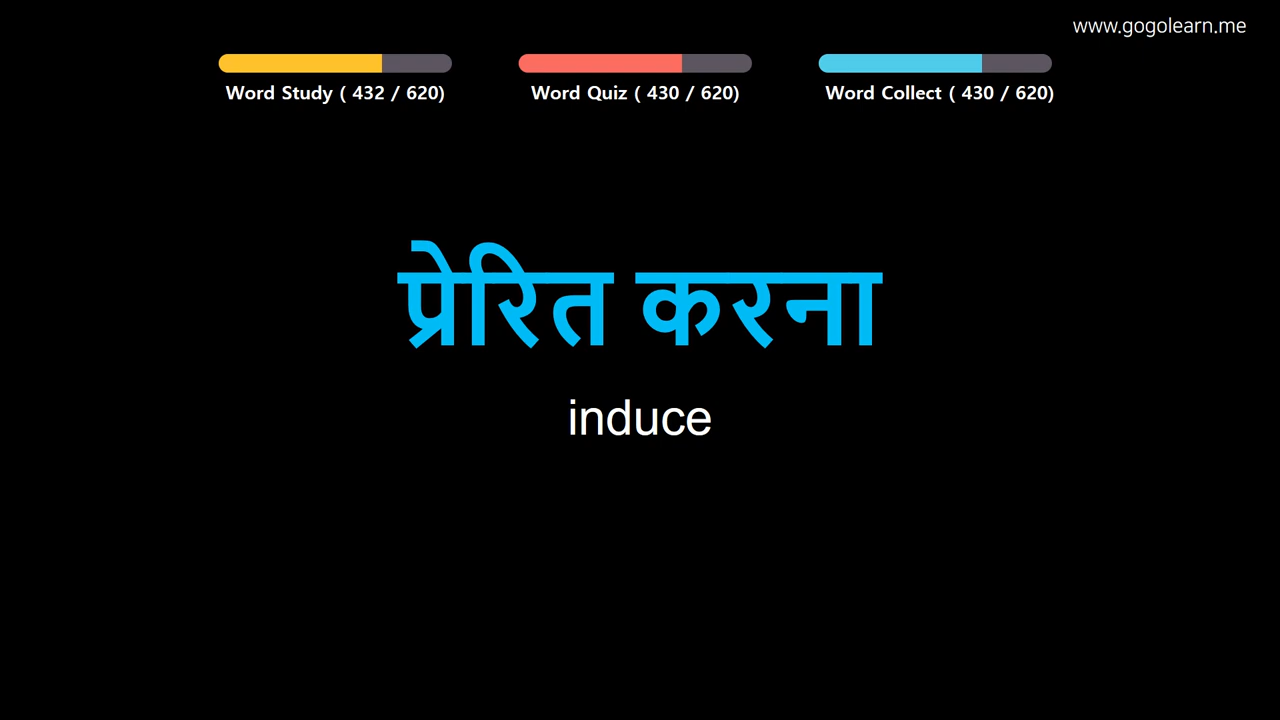 www.gogolearn.me
Word Study ( 432 / 620) Word Quiz ( 430 / 620) Word Collect ( 430 / 620)
प्रेरित करना
induce